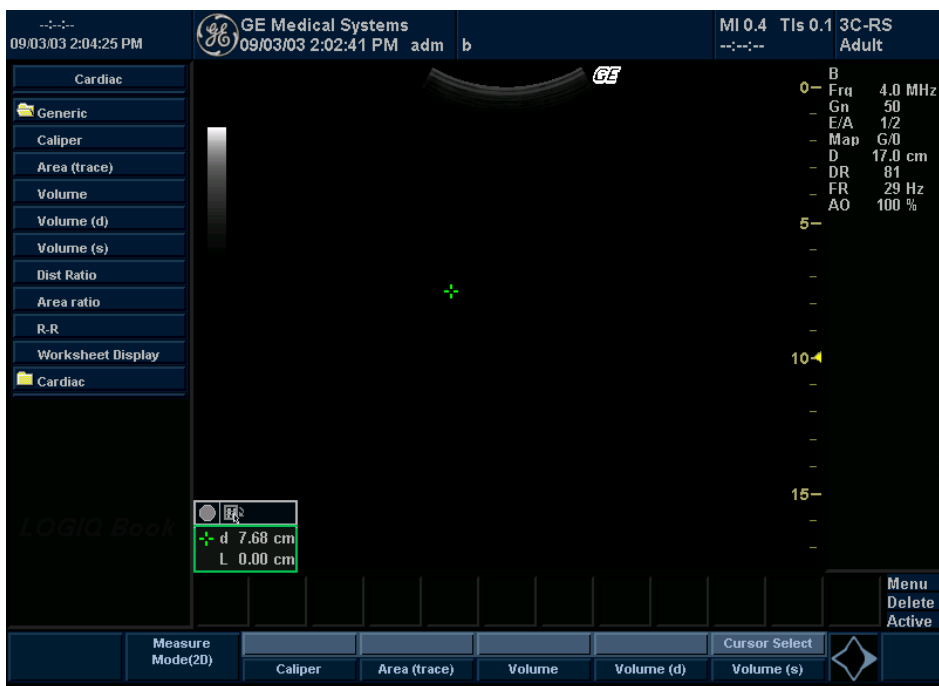 --:--:--
09/03/03 2:04:25 PM
GE Medical Systems
09/03/03 2:02:41 PM adm b
MI 0.4 TIs 0.1
--:--:--
3C-RS
Adult
Cardiac
Generic
Caliper
Area (trace)
Volume
Volume (d)
Volume (s)
Dist Ratio
Area ratio
R-R
Worksheet Display
Cardiac
LOGIQ Book
GE
0
5
10
15
B
Frq 4.0 MHz
Gn 50
E/A 1/2
Map G/0
D 17.0 cm
DR 81
FR 29 Hz
AO 100 %
d 7.68 cm
L 0.00 cm
Menu
Delete
Active
Measure
Mode(2D)
Cursor Select
Caliper
Area (trace)
Volume
Volume (d)
Volume (s)